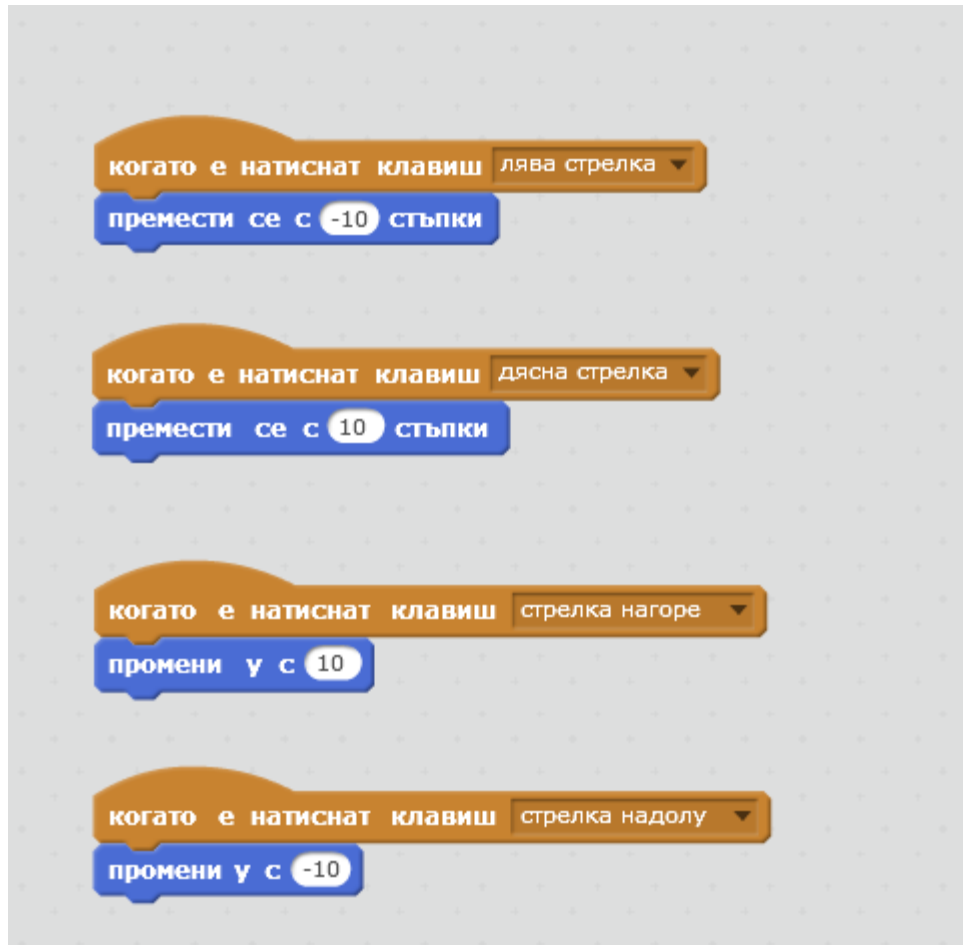 когато е натиснат клавиш лява стрелка
премести се с -10 стъпки
когато е натиснат клавиш дясна стрелка
премести се с 10 стъпки
когато е натиснат клавиш стрелка нагоре
промени y с 10
когато е натиснат клавиш стрелка надолу
промени y с -10